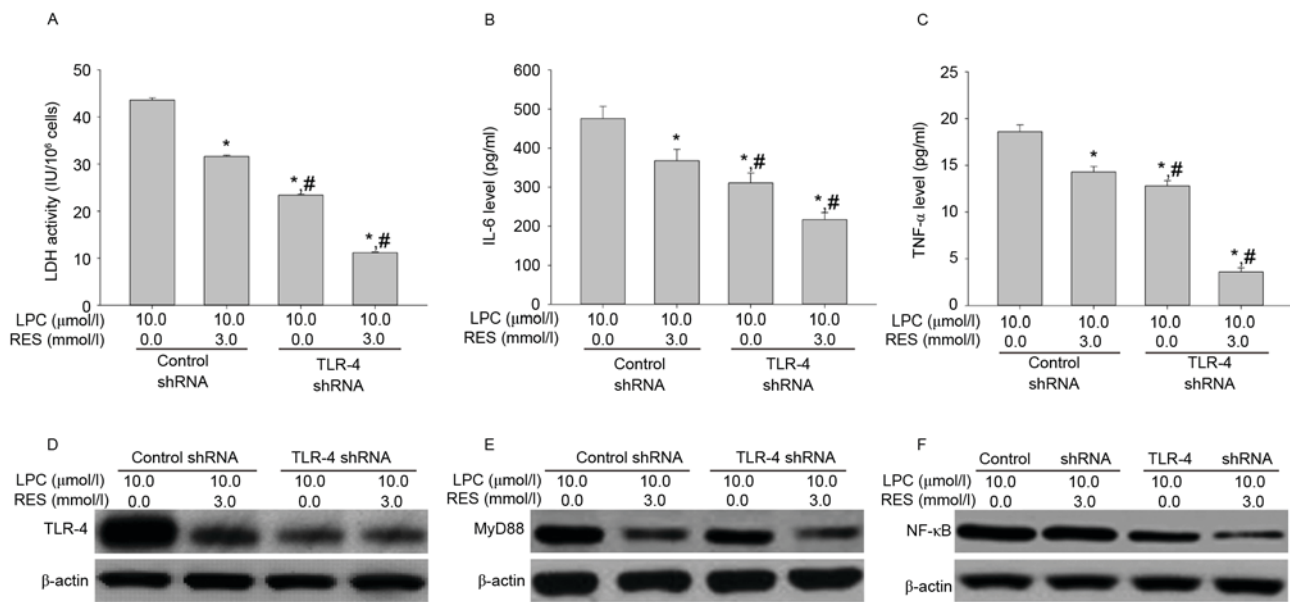 A
LDH activity (IU/10⁶ cells)
50
40
30
20
10
0
*
*,#
*,#
LPC (μmol/l) 10.0 10.0 10.0 10.0
RES (mmol/l) 0.0 3.0 0.0 3.0
Control shRNA TLR-4 shRNA
B
IL-6 level (pg/ml)
600
500
400
300
200
100
0
*
*,#
*,#
LPC (μmol/l) 10.0 10.0 10.0 10.0
RES (mmol/l) 0.0 3.0 0.0 3.0
Control shRNA TLR-4 shRNA
C
TNF-α level (pg/ml)
25
20
15
10
5
0
*
*,#
*,#
LPC (μmol/l) 10.0 10.0 10.0 10.0
RES (mmol/l) 0.0 3.0 0.0 3.0
Control shRNA TLR-4 shRNA
D
Control shRNA TLR-4 shRNA
LPC (μmol/l) 10.0 10.0 10.0 10.0
RES (mmol/l) 0.0 3.0 0.0 3.0
TLR-4
β-actin
E
Control shRNA TLR-4 shRNA
LPC (μmol/l) 10.0 10.0 10.0 10.0
RES (mmol/l) 0.0 3.0 0.0 3.0
MyD88
β-actin
F
Control shRNA TLR-4 shRNA
LPC (μmol/l) 10.0 10.0 10.0 10.0
RES (mmol/l) 0.0 3.0 0.0 3.0
NF-κB
β-actin